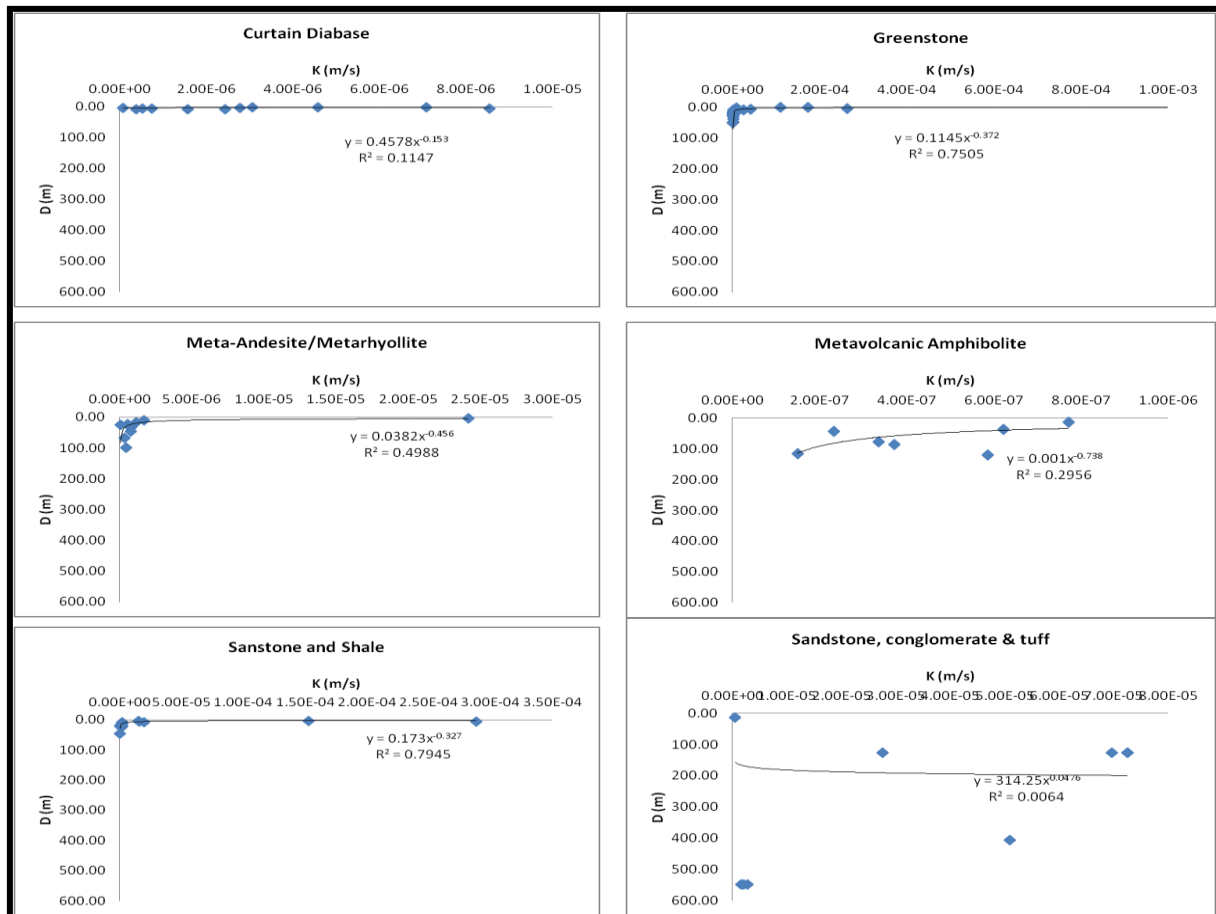 Curtain Diabase
K (m/s)
0.00E+00 2.00E-06 4.00E-06 6.00E-06 8.00E-06 1.00E-05
0.00
100.00
200.00
300.00
400.00
500.00
600.00
D (m)
y = 0.4578x^-0.153
R² = 0.1147
Greenstone
K (m/s)
0.00E+00 2.00E-04 4.00E-04 6.00E-04 8.00E-04 1.00E-03
0.00
100.00
200.00
300.00
400.00
500.00
600.00
D (m)
y = 0.1145x^-0.372
R² = 0.7505
Meta-Andesite/Metarhyollite
K (m/s)
0.00E+00 5.00E-06 1.00E-05 1.50E-05 2.00E-05 2.50E-05 3.00E-05
0.00
100.00
200.00
300.00
400.00
500.00
600.00
D (m)
y = 0.0382x^-0.456
R² = 0.4988
Metavolcanic Amphibolite
K (m/s)
0.00E+00 2.00E-07 4.00E-07 6.00E-07 8.00E-07 1.00E-06
0.00
100.00
200.00
300.00
400.00
500.00
600.00
D (m)
y = 0.001x^-0.738
R² = 0.2956
Sanstone and Shale
K (m/s)
0.00E+00 5.00E-05 1.00E-04 1.50E-04 2.00E-04 2.50E-04 3.00E-04 3.50E-04
0.00
100.00
200.00
300.00
400.00
500.00
600.00
D (m)
y = 0.173x^-0.327
R² = 0.7945
Sandstone, conglomerate & tuff
K (m/s)
0.00E+00 1.00E-05 2.00E-05 3.00E-05 4.00E-05 5.00E-05 6.00E-05 7.00E-05 8.00E-05
0.00
100.00
200.00
300.00
400.00
500.00
600.00
D (m)
y = 314.25x^0.0476
R² = 0.0064